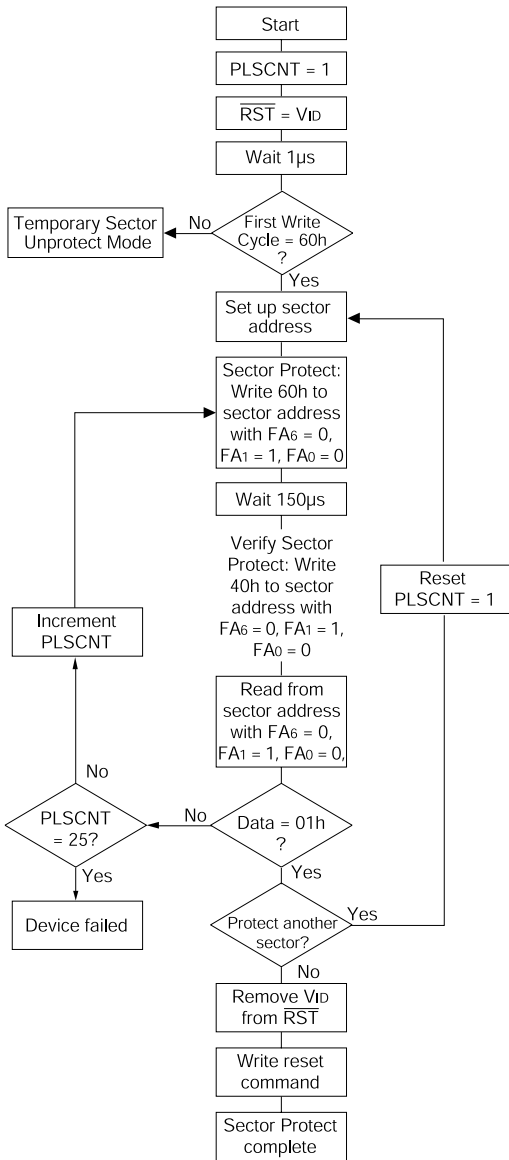 Start
PLSCNT = 1
RST = VID
Wait 1µs
First Write
Cycle = 60h
?
No
Temporary Sector
Unprotect Mode
Yes
Set up sector
address
Sector Protect:
Write 60h to
sector address
with FA6 = 0,
FA1 = 1, FA0 = 0
Wait 150µs
Verify Sector
Protect: Write
40h to sector
address with
FA6 = 0, FA1 = 1,
FA0 = 0
Reset
PLSCNT = 1
Increment
PLSCNT
Read from
sector address
with FA6 = 0,
FA1 = 1, FA0 = 0,
No
PLSCNT
= 25?
No
Data = 01h
?
Yes
Yes
Device failed
Protect another
sector?
Yes
No
Remove VID
from RST
Write reset
command
Sector Protect
complete